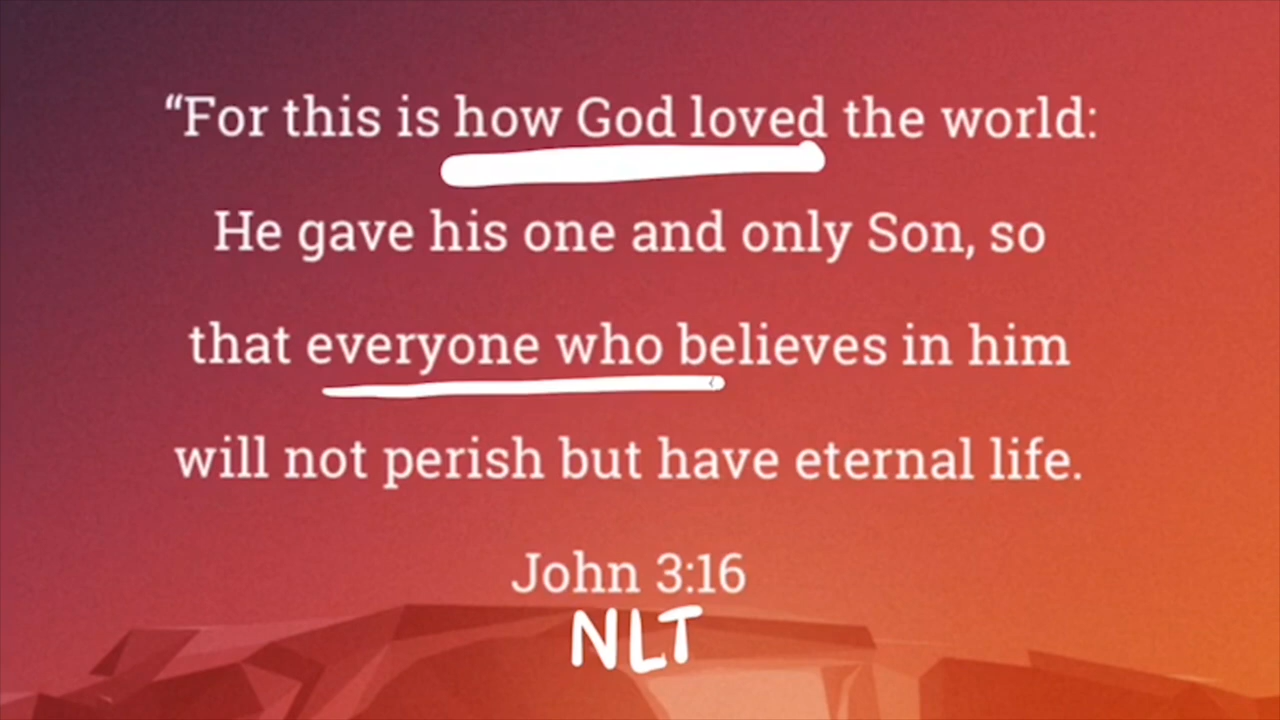 “For this is how God loved the world:
He gave his one and only Son, so
that everyone who believes in him
will not perish but have eternal life.
John 3:16
NLT